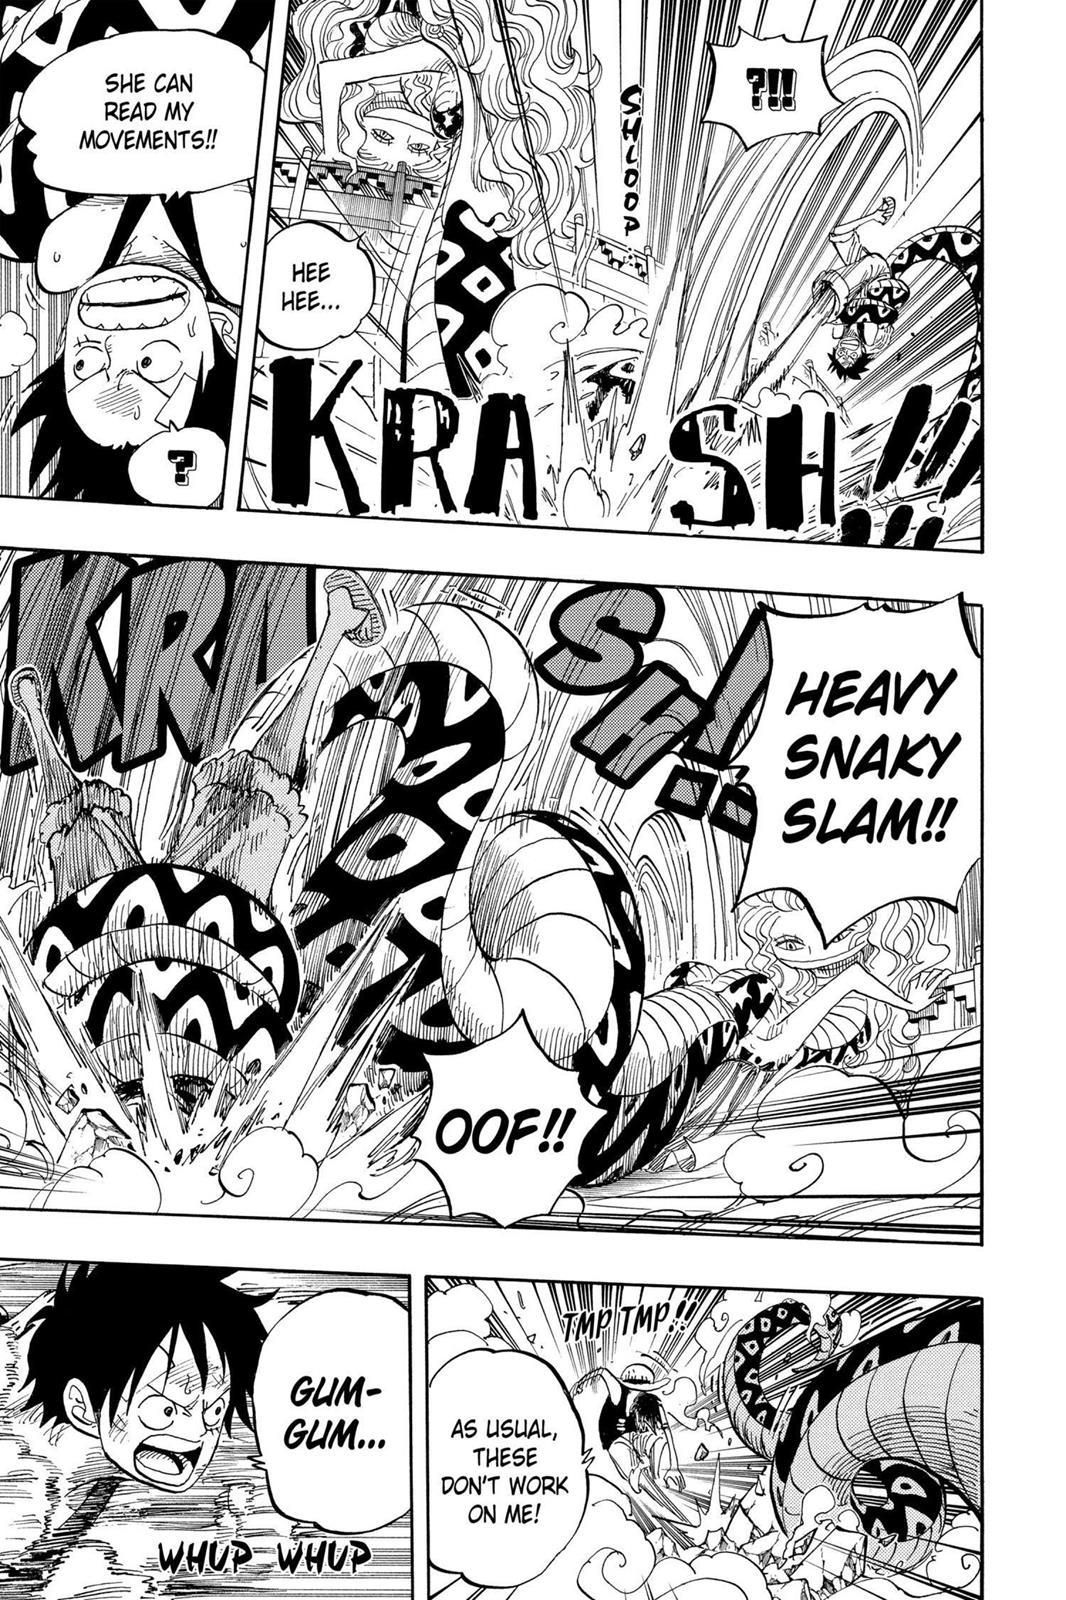 ?!!
SHLOOP
KRASH!!!
HEE
HEE...
SHE CAN
READ MY
MOVEMENTS!!
?
HEAVY
SNAKY
SLAM!!
KRASH!!
OOF!!
TMP TMP!!
AS USUAL,
THESE
DON'T WORK
ON ME!
GUM-
GUM...
WHUP WHUP